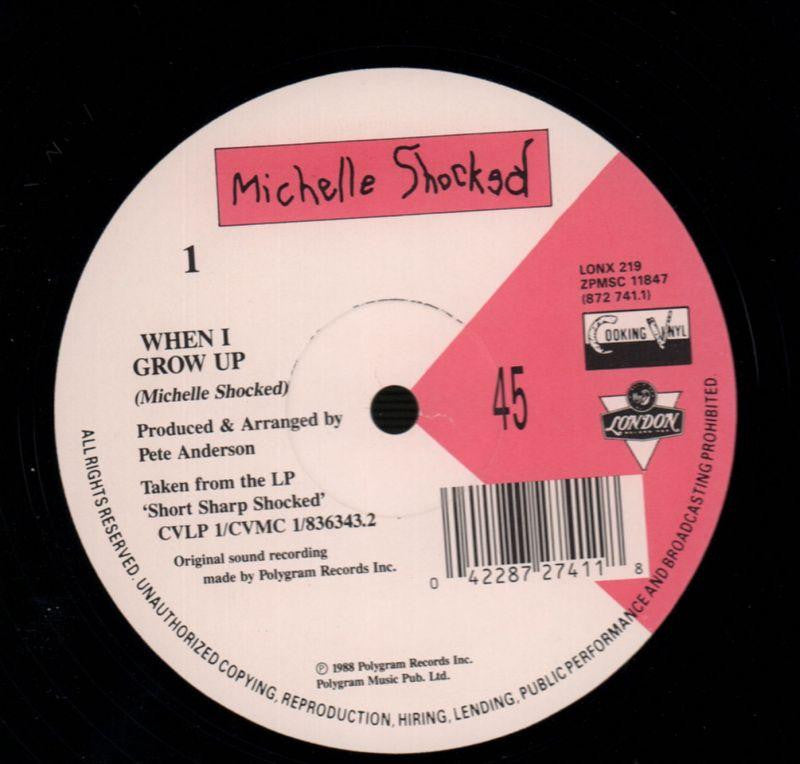 Michelle Shocked
1
LONX 219
ZPMSC 11847
(872 741.1)
COOKING VINYL
WHEN I
GROW UP
(Michelle Shocked)
45
LONDON
Produced & Arranged by
Pete Anderson
Taken from the LP
‘Short Sharp Shocked’
CVLP 1/CVMC 1/836343.2
Original sound recording
made by Polygram Records Inc.
0 42287 27411 8
℗ 1988 Polygram Records Inc.
Polygram Music Pub. Ltd.
ALL RIGHTS RESERVED. UNAUTHORIZED COPYING, REPRODUCTION, HIRING, LENDING, PUBLIC PERFORMANCE AND BROADCASTING PROHIBITED.